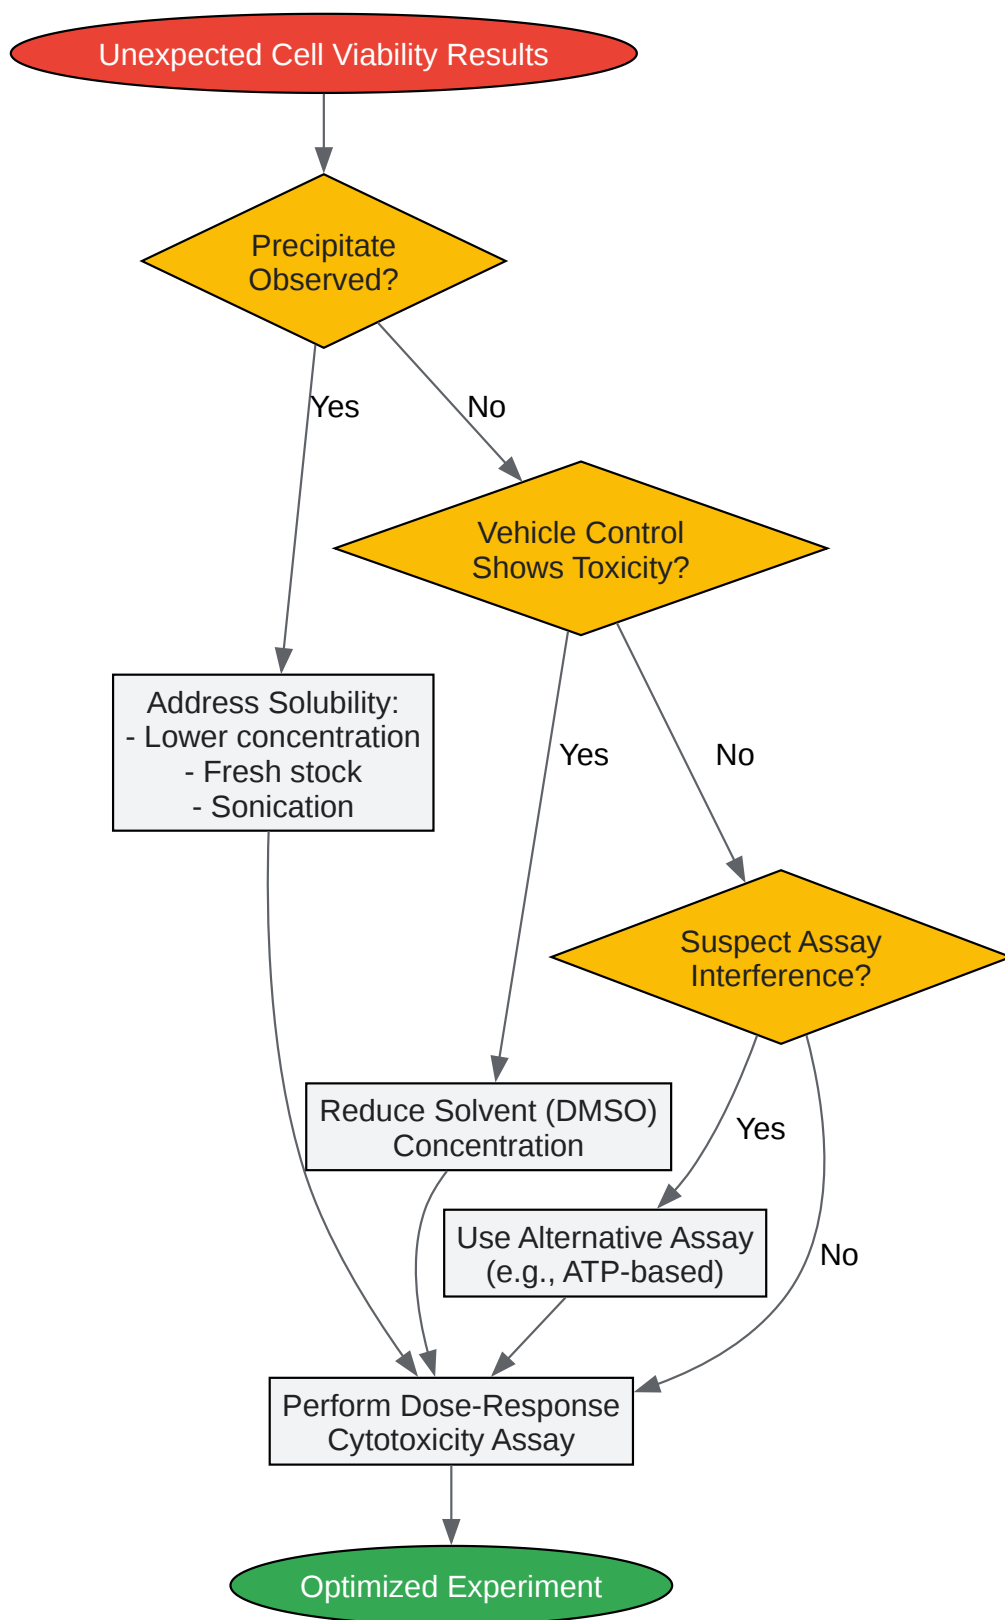 Unexpected Cell Viability Results
Precipitate
Observed?
Yes
No
Vehicle Control
Shows Toxicity?
Address Solubility:
- Lower concentration
- Fresh stock
- Sonication
Yes
No
Suspect Assay
Interference?
Reduce Solvent (DMSO)
Concentration
Yes
Use Alternative Assay
(e.g., ATP-based)
No
Perform Dose-Response
Cytotoxicity Assay
Optimized Experiment